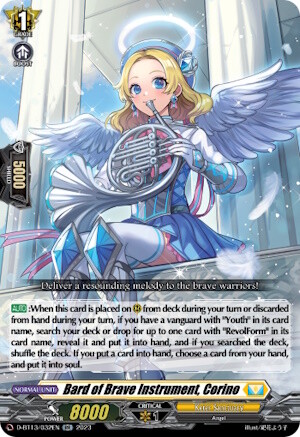 1
GRADE
BOOST
5000
SHIELD
Deliver a resounding melody to the brave warriors!
AUTO :When this card is placed on (R) from deck during your turn or discarded
from hand during your turn, if you have a vanguard with "Youth" in its card
name, search your deck or drop for up to one card with "RevolForm" in its
card name, reveal it and put it into hand, and if you searched the deck,
shuffle the deck. If you put a card into hand, choose a card from your hand,
and put it into soul.
NORMAL UNIT
Bard of Brave Instrument, Corino
POWER 8000
CRITICAL
1
Keter Sanctuary
Angel
D-BT13/032EN RR 2023